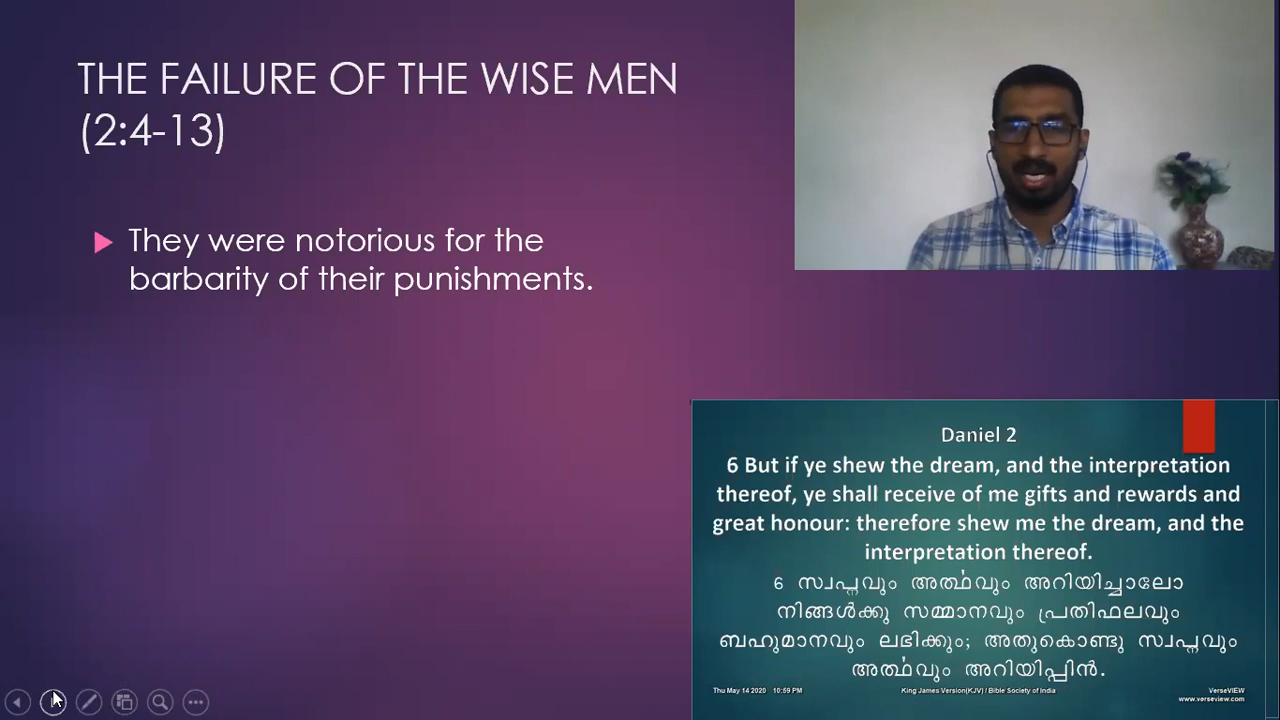 THE FAILURE OF THE WISE MEN
(2:4-13)
They were notorious for the
barbarity of their punishments.
Daniel 2
6 But if ye shew the dream, and the interpretation
thereof, ye shall receive of me gifts and rewards and
great honour: therefore shew me the dream, and the
interpretation thereof.
6 സ്വപ്നവും അൎത്ഥവും അറിയിച്ചാലോ
നിങ്ങൾക്കു സമ്മാനവും പ്രതിഫലവും
ബഹുമാനവും ലഭിക്കും; അതുകൊണ്ടു സ്വപ്നവും
അൎത്ഥവും അറിയിപ്പിൻ.
Thu May 14 2020 10:59 PM
King James Version(KJV) / Bible Society of India
VerseVIEW
www.verseview.com